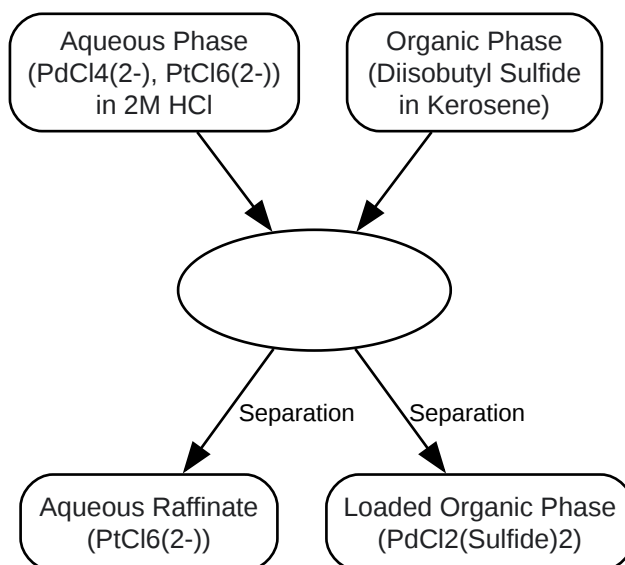 Aqueous Phase
(PdCl4(2-), PtCl6(2-))
in 2M HCl
Organic Phase
(Diisobutyl Sulfide
in Kerosene)
Separation
Separation
Aqueous Raffinate
(PtCl6(2-))
Loaded Organic Phase
(PdCl2(Sulfide)2)